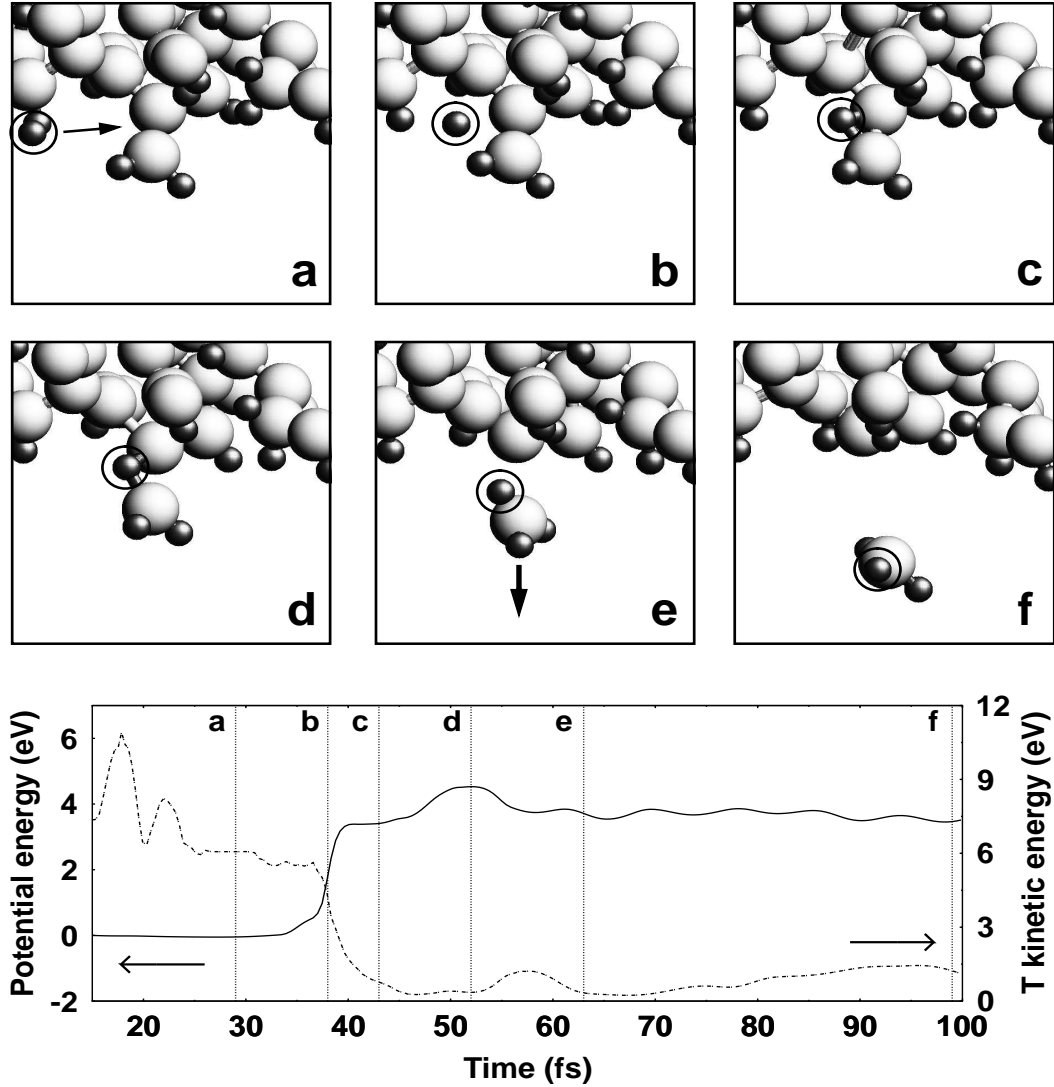 a
b
c
d
e
f
Potential energy (eV)
6
4
2
0
-2
a
b
c
d
e
f
12
9
6
3
0
T kinetic energy (eV)
20 30 40 50 60 70 80 90 100
Time (fs)